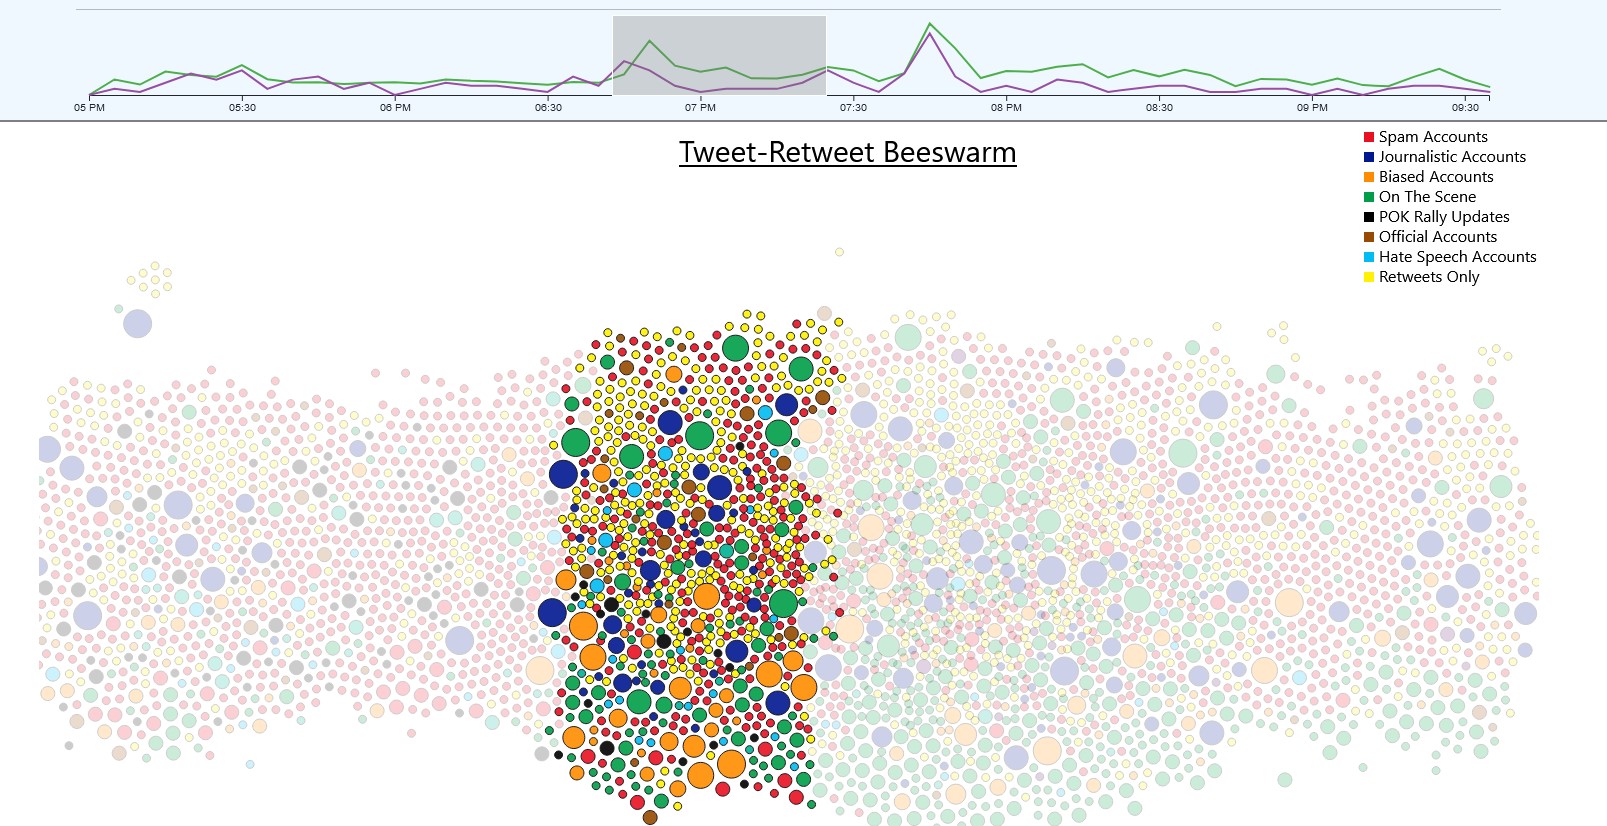 05 PM 05:30 06 PM 06:30 07 PM 07:30 08 PM 08:30 09 PM 09:30
Tweet-Retweet Beeswarm
Spam Accounts
Journalistic Accounts
Biased Accounts
On The Scene
POK Rally Updates
Official Accounts
Hate Speech Accounts
Retweets Only